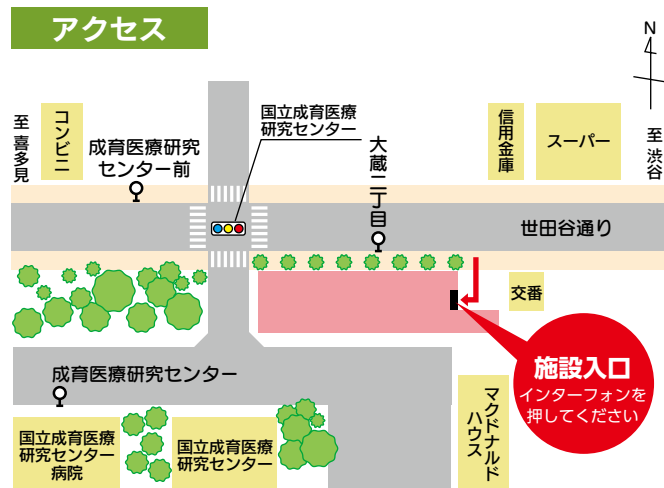 アクセス
N
至 喜多見
コンビニ
成育医療研究
センター前
国立成育医療
研究センター
大蔵二丁目
信用金庫
スーパー
至 渋谷
世田谷通り
交番
施設入口
インターフォンを
押してください
成育医療研究センター
国立成育医療
研究センター
病院
国立成育医療
研究センター
マクドナルド
ハウス